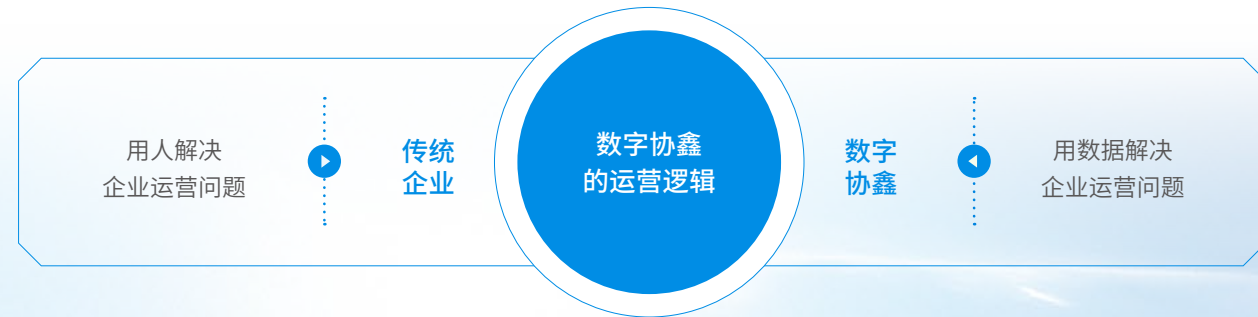 用人解决
企业运营问题
传统
企业
数字协鑫
的运营逻辑
数字
协鑫
用数据解决
企业运营问题